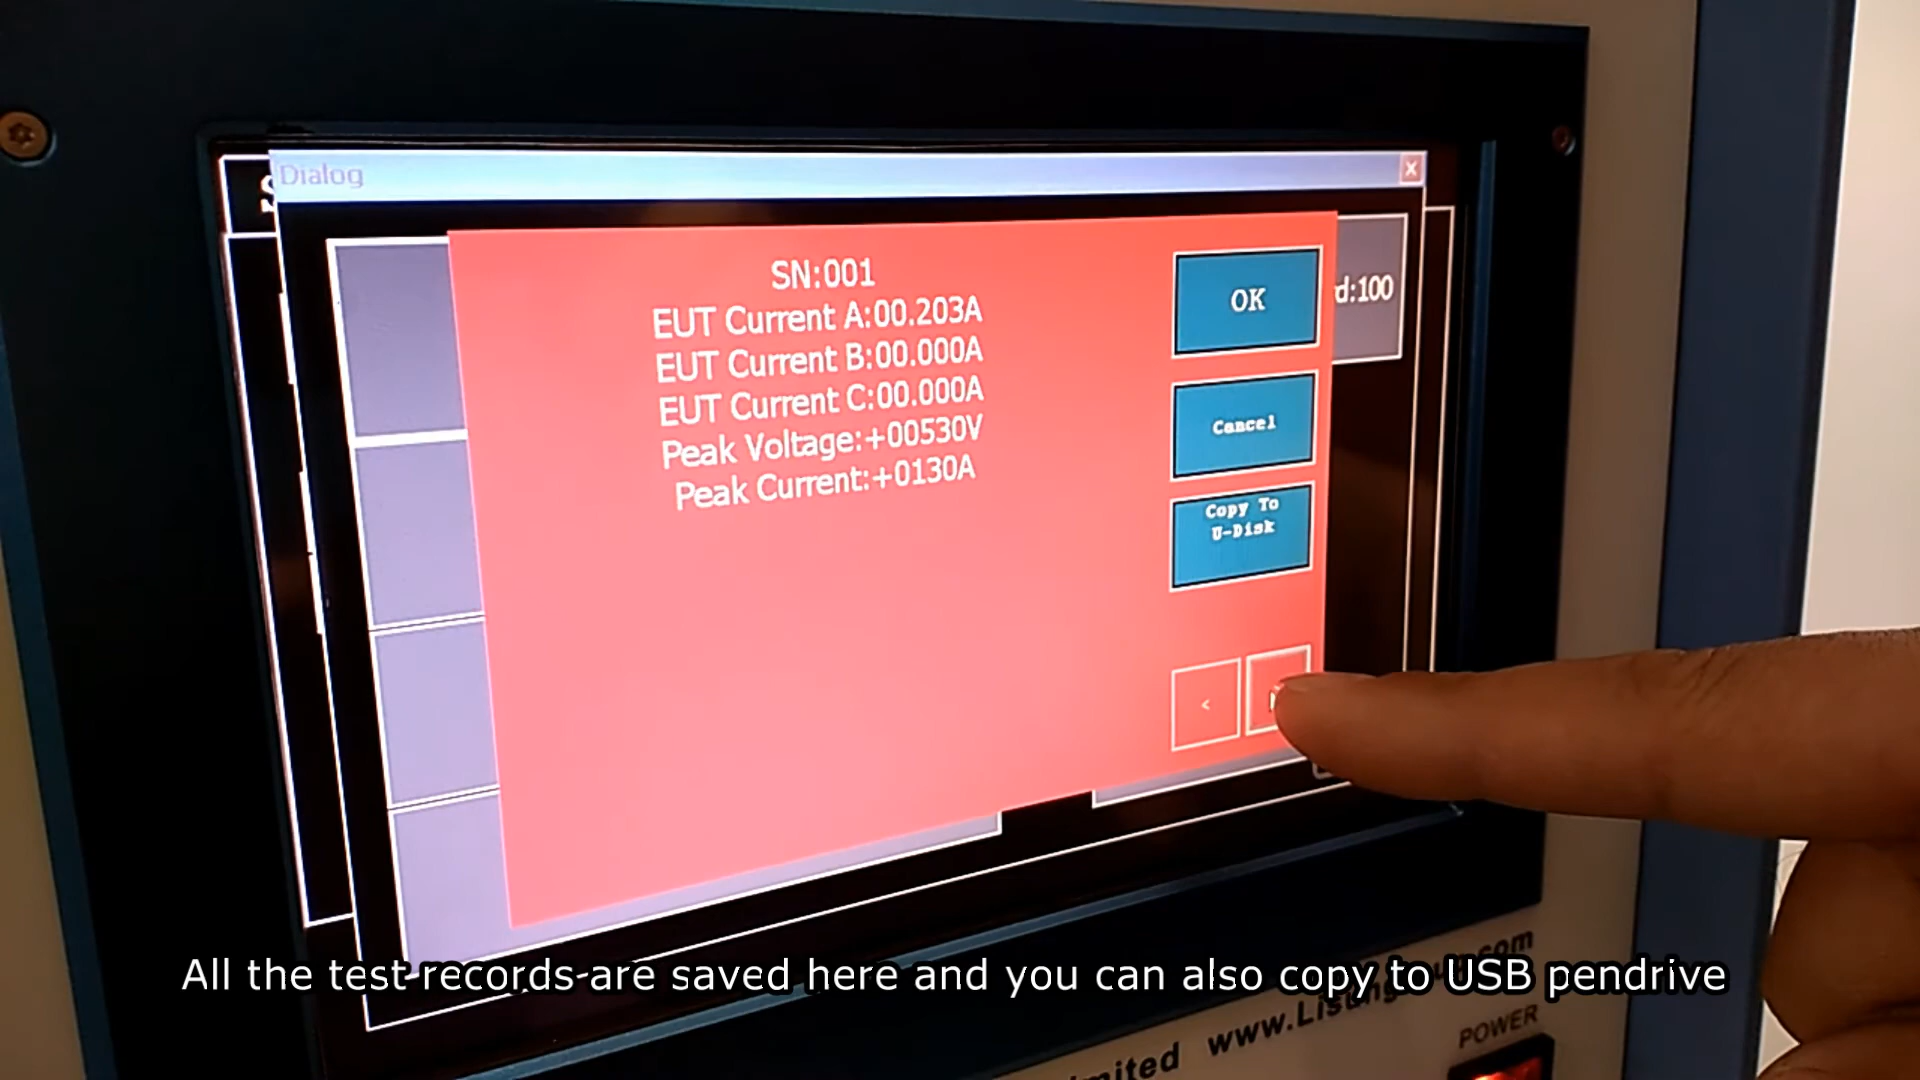 Dialog
SN:001
EUT Current A:00.203A
EUT Current B:00.000A
EUT Current C:00.000A
Peak Voltage:+00530V
Peak Current:+0130A
OK
d:100
Cancel
Copy To
U-Disk
<
All the test records are saved here and you can also copy to USB pendrive
POWER